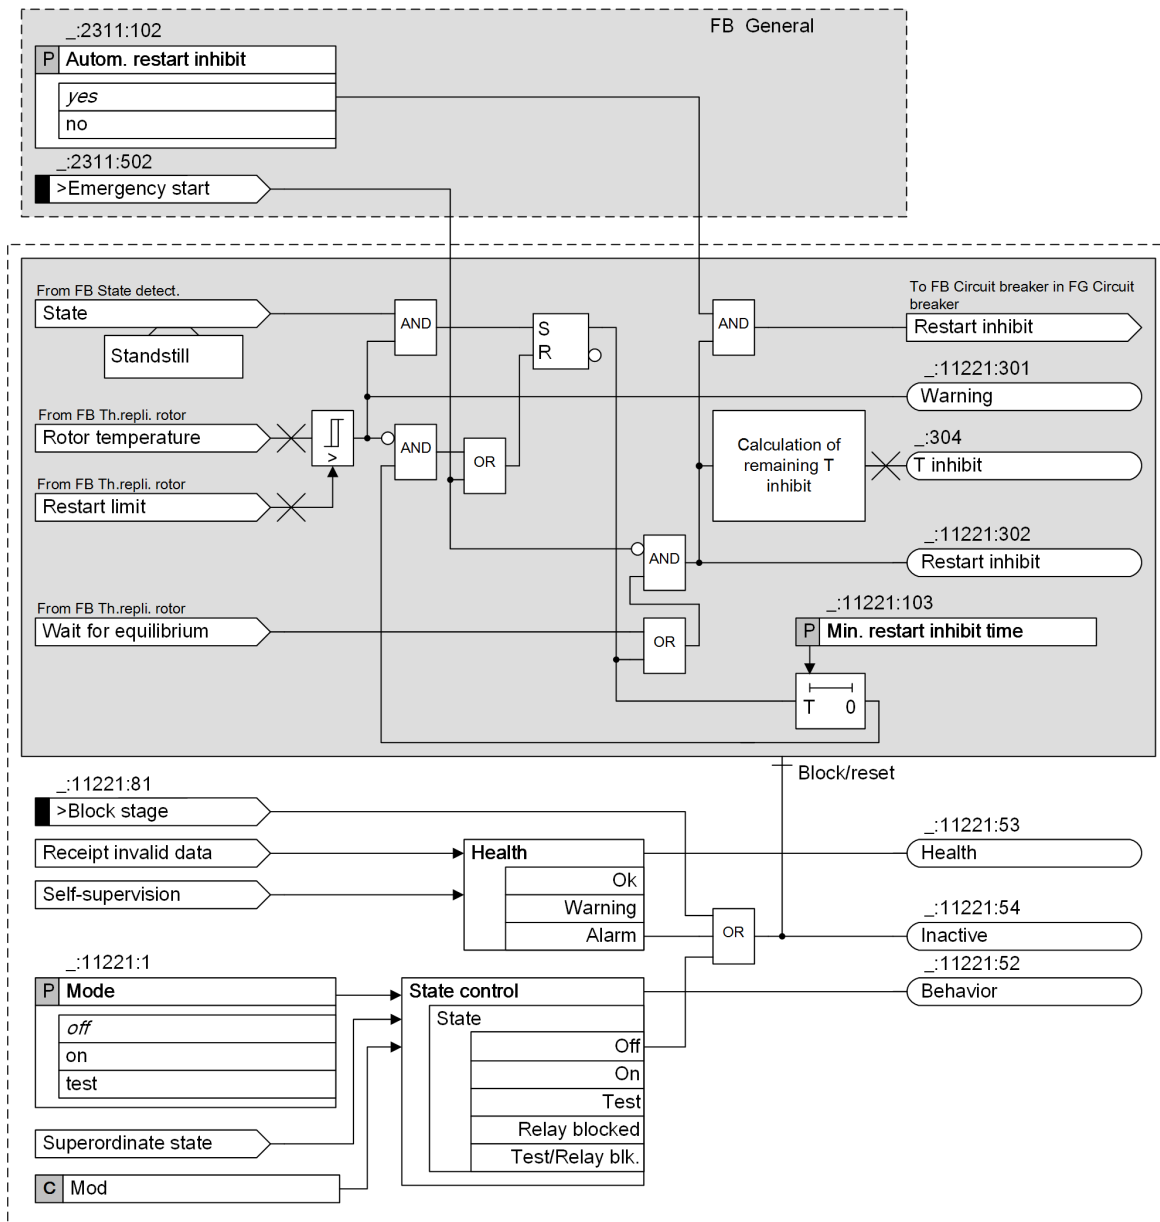 FB General
_:2311:102
P Autom. restart inhibit
yes
no
_:2311:502
>Emergency start
From FB State detect.
State
Standstill
AND
S
R
AND
To FB Circuit breaker in FG Circuit
breaker
Restart inhibit
_:11221:301
Warning
From FB Th.repli. rotor
Rotor temperature
>
AND
OR
Calculation of
remaining T
inhibit
_:304
T inhibit
From FB Th.repli. rotor
Restart limit
AND
_:11221:302
Restart inhibit
From FB Th.repli. rotor
Wait for equilibrium
OR
_:11221:103
P Min. restart inhibit time
T 0
Block/reset
_:11221:81
>Block stage
Receipt invalid data
Self-supervision
Health
Ok
Warning
Alarm
OR
_:11221:53
Health
_:11221:54
Inactive
_:11221:52
Behavior
_:11221:1
P Mode
off
on
test
Superordinate state
C Mod
State control
State
Off
On
Test
Relay blocked
Test/Relay blk.